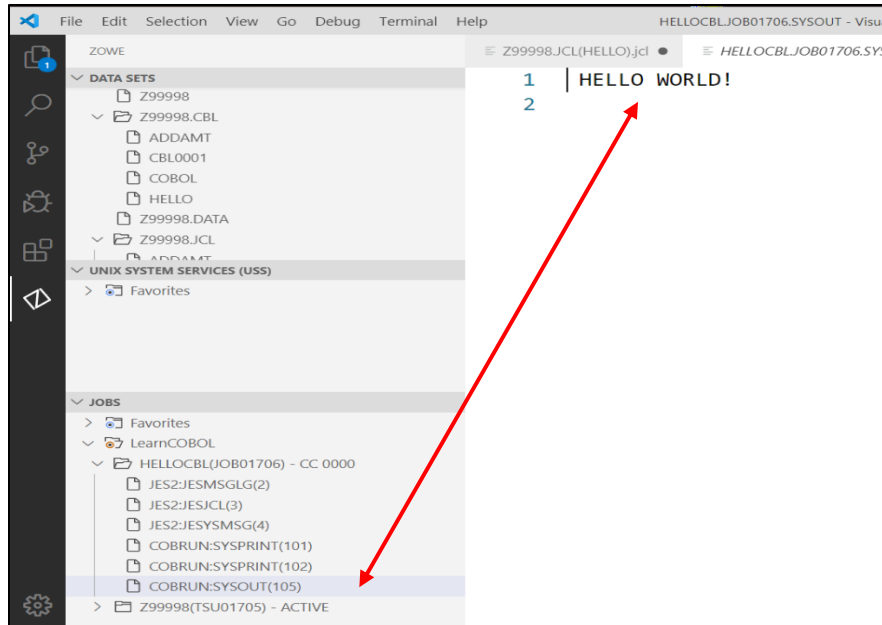 File Edit Selection View Go Debug Terminal Help HELLOCBL.JOB01706.SYSOUT - Visu
1
ZOWE
Z99998.JCL(HELLO).jcl
HELLOCBL.JOB01706.SY
DATA SETS
Z99998
Z99998.CBL
ADDAMT
CBL0001
COBOL
HELLO
Z99998.DATA
Z99998.JCL
ADDAMT
UNIX SYSTEM SERVICES (USS)
Favorites
JOBS
Favorites
LearnCOBOL
HELLOCBL(JOB01706) - CC 0000
JES2:JESMSGLG(2)
JES2:JESJCL(3)
JES2:JESYSMSG(4)
COBRUN:SYSPRINT(101)
COBRUN:SYSPRINT(102)
COBRUN:SYSOUT(105)
Z99998(TSU01705) - ACTIVE
1 HELLO WORLD!
2